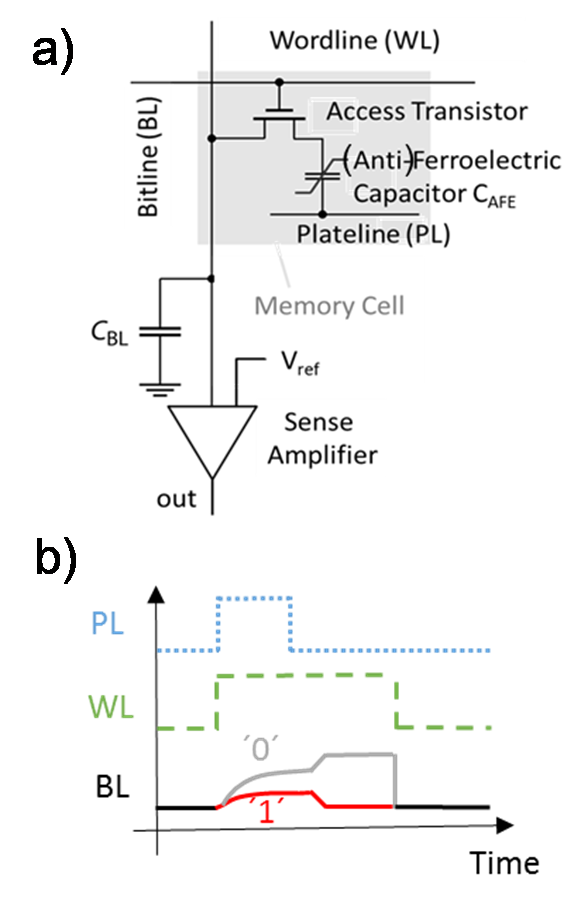 a)
Wordline (WL)
Bitline (BL)
Access Transistor
(Anti-)Ferroelectric
Capacitor CAFE
Plateline (PL)
Memory Cell
CBL
Vref
Sense
Amplifier
out
b)
PL
WL
BL
´0´
´1´
Time